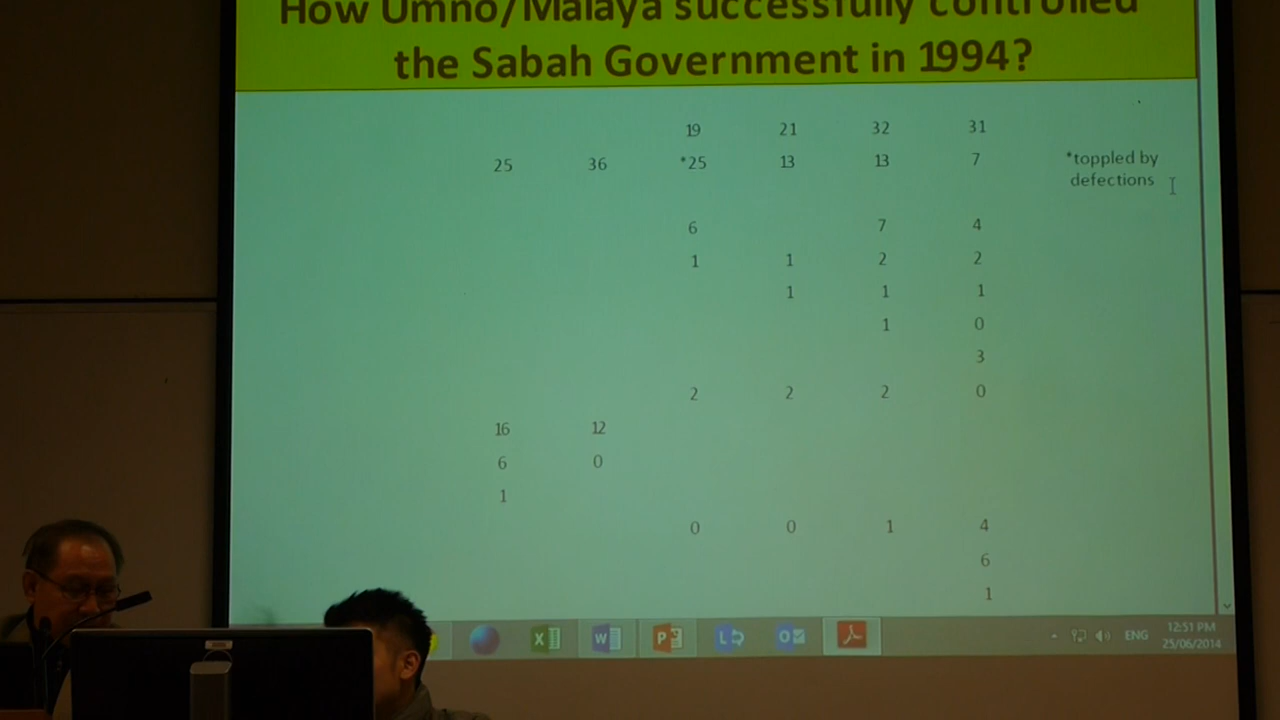 How Umno/Malaya successfully controlled
the Sabah Government in 1994?
19 21 32 31
25 36 *25 13 13 7 *toppled by
defections
6 7 4
1 1 2 2
1 1 1
1 0
3
2 2 2 0
16 12
6 0
1
0 0 1 4
6
1
ENG
12:51 PM
25/06/2014